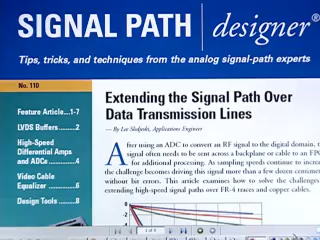 SIGNAL PATH designer®
Tips, tricks, and techniques from the analog signal-path experts
No. 110
Feature Article...1-7
LVDS Buffers..........2
High-Speed
Differential Amps
and ADCs..............4
Video Cable
Equalizer................6
Design Tools.........8
Extending the Signal Path Over
Data Transmission Lines
— By Lee Sledjeski, Applications Engineer
After using an ADC to convert an RF signal to the digital domain, t
signal often needs to be sent across a backplane or cable to an FPG
for additional processing. As sampling speeds continue to increase
the challenge becomes driving this signal more than a few dozen cantimet
without bit errors. This article examines how to solve the challenges
extending high-speed signal paths over FR-4 traces and copper cables.
0
-2
1 of 8